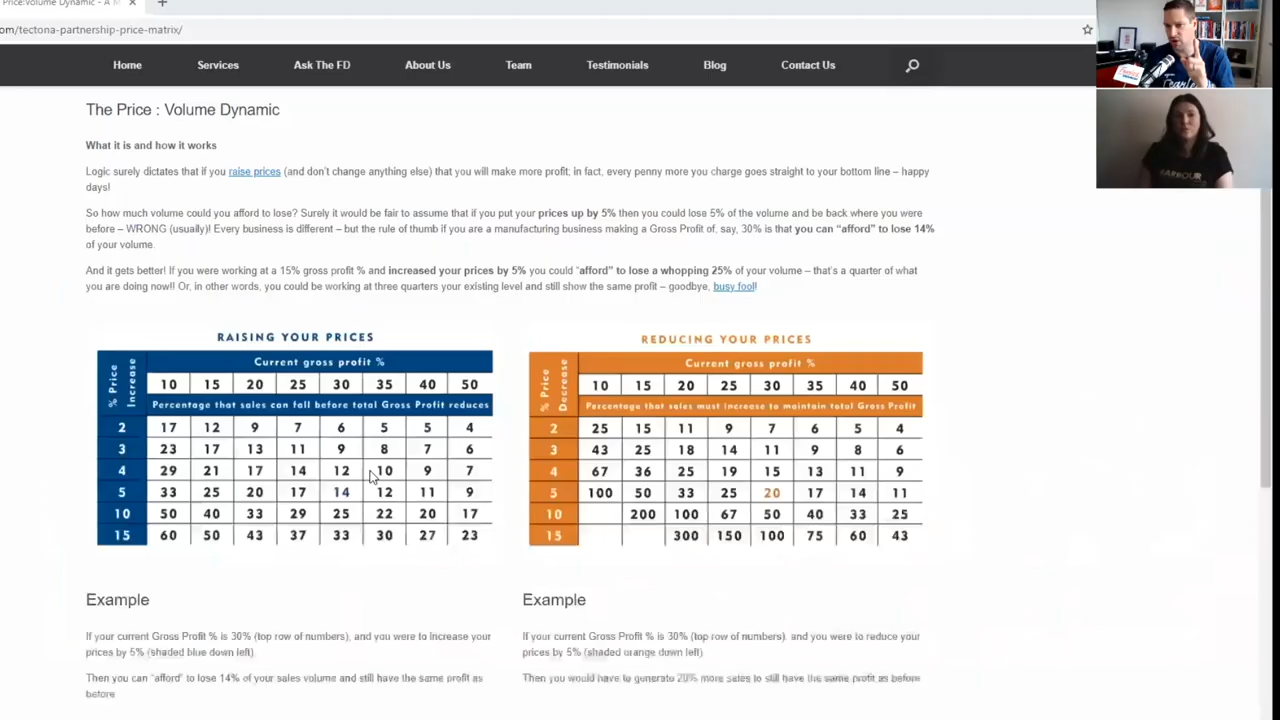 Price:Volume Dynamic - A M
om/tectona-partnership-price-matrix/
Home Services Ask The FD About Us Team Testimonials Blog Contact Us
The Price : Volume Dynamic
What it is and how it works
Logic surely dictates that if you raise prices (and don't change anything else) that you will make more profit; in fact, every penny more you charge goes straight to your bottom line – happy
days!
So how much volume could you afford to lose? Surely it would be fair to assume that if you put your prices up by 5% then you could lose 5% of the volume and be back where you were
before – WRONG (usually)! Every business is different – but the rule of thumb if you are a manufacturing business making a Gross Profit of, say, 30% is that you can "afford" to lose 14%
of your volume.
And it gets better! If you were working at a 15% gross profit % and increased your prices by 5% you could "afford" to lose a whopping 25% of your volume – that's a quarter of what
you are doing now!! Or, in other words, you could be working at three quarters your existing level and still show the same profit – goodbye, busy fool!
RAISING YOUR PRICES
% Price Increase
Current gross profit %
10 15 20 25 30 35 40 50
Percentage that sales can fall before total Gross Profit reduces
2 17 12 9 7 6 5 5 4
3 23 17 13 11 9 8 7 6
4 29 21 17 14 12 10 9 7
5 33 25 20 17 14 12 11 9
10 50 40 33 29 25 22 20 17
15 60 50 43 37 33 30 27 23
REDUCING YOUR PRICES
% Price Decrease
Current gross profit %
10 15 20 25 30 35 40 50
Percentage that sales must increase to maintain total Gross Profit
2 25 15 11 9 7 6 5 4
3 43 25 18 14 11 9 8 6
4 67 36 25 19 15 13 11 9
5 100 50 33 25 20 17 14 11
10 200 100 67 50 40 33 25
15 300 150 100 75 60 43
Example
If your current Gross Profit % is 30% (top row of numbers), and you were to increase your
prices by 5% (shaded blue down left)
Then you can "afford" to lose 14% of your sales volume and still have the same profit as
before
Example
If your current Gross Profit % is 30% (top row of numbers), and you were to reduce your
prices by 5% (shaded orange down left)
Then you would have to generate 20% more sales to still have the same profit as before